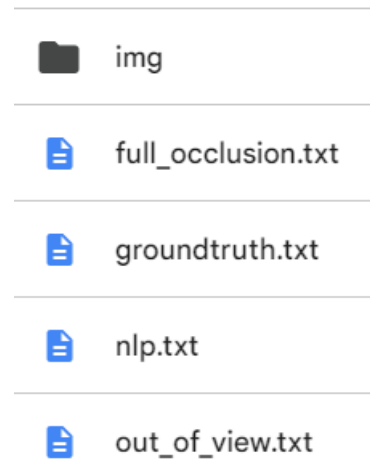 img
full_occlusion.txt
groundtruth.txt
nlp.txt
out_of_view.txt